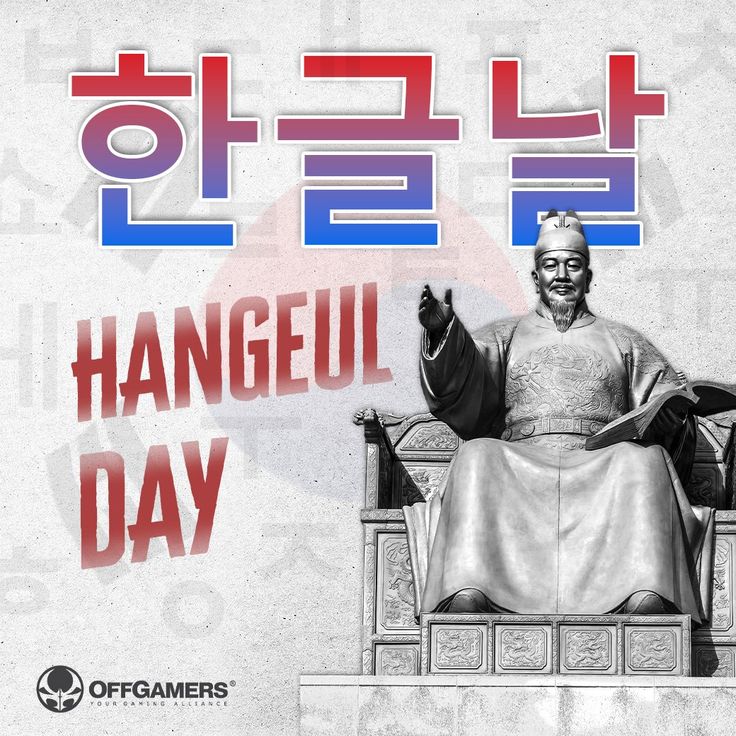 한글날
HANGEUL
DAY
OFFGAMERS®
YOUR GAMING ALLIANCE